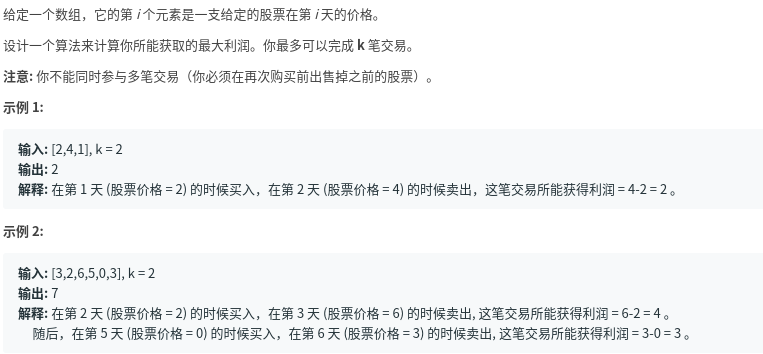 给定一个数组，它的第 i 个元素是一支给定的股票在第 i 天的价格。
设计一个算法来计算你所能获取的最大利润。你最多可以完成 k 笔交易。
注意: 你不能同时参与多笔交易（你必须在再次购买前出售掉之前的股票）。
示例 1:
输入: [2,4,1], k = 2
输出: 2
解释: 在第 1 天 (股票价格 = 2) 的时候买入，在第 2 天 (股票价格 = 4) 的时候卖出，这笔交易所能获得利润 = 4-2 = 2 。
示例 2:
输入: [3,2,6,5,0,3], k = 2
输出: 7
解释: 在第 2 天 (股票价格 = 2) 的时候买入，在第 3 天 (股票价格 = 6) 的时候卖出, 这笔交易所能获得利润 = 6-2 = 4 。
随后，在第 5 天 (股票价格 = 0) 的时候买入，在第 6 天 (股票价格 = 3) 的时候卖出, 这笔交易所能获得利润 = 3-0 = 3 。